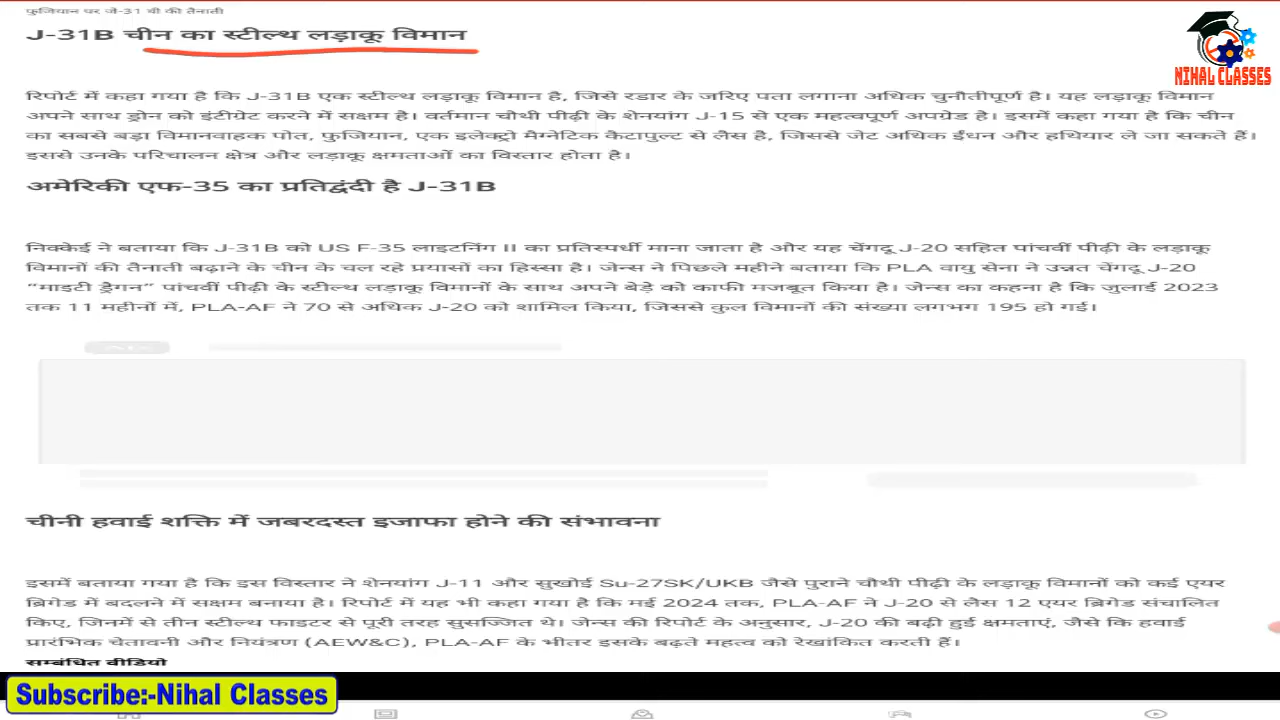 फुजियान पर जे-31 बी की तैनाती
J-31B चीन का स्टील्थ लड़ाकू विमान
NIHAL CLASSES
रिपोर्ट में कहा गया है कि J-31B एक स्टील्थ लड़ाकू विमान है, जिसे रडार के जरिए पता लगाना अधिक चुनौतीपूर्ण है। यह लड़ाकू विमान
अपने साथ ड्रोन को इंटीग्रेट करने में सक्षम है। वर्तमान चौथी पीढ़ी के शेनयांग J-15 से एक महत्वपूर्ण अपग्रेड है। इसमें कहा गया है कि चीन
का सबसे बड़ा विमानवाहक पोत, फुजियान, एक इलेक्ट्रो मैग्नेटिक कैटापुल्ट से लैस है, जिससे जेट अधिक ईंधन और हथियार ले जा सकते हैं।
इससे उनके परिचालन क्षेत्र और लड़ाकू क्षमताओं का विस्तार होता है।
अमेरिकी एफ-35 का प्रतिद्वंदी है J-31B
निक्केई ने बताया कि J-31B को US F-35 लाइटनिंग II का प्रतिस्पर्धी माना जाता है और यह चेंगदू J-20 सहित पांचवीं पीढ़ी के लड़ाकू
विमानों की तैनाती बढ़ाने के चीन के चल रहे प्रयासों का हिस्सा है। जेन्स ने पिछले महीने बताया कि PLA वायु सेना ने उन्नत चेंगदू J-20
“माइटी ड्रैगन” पांचवीं पीढ़ी के स्टील्थ लड़ाकू विमानों के साथ अपने बेड़े को काफी मजबूत किया है। जेन्स का कहना है कि जुलाई 2023
तक 11 महीनों में, PLA-AF ने 70 से अधिक J-20 को शामिल किया, जिससे कुल विमानों की संख्या लगभग 195 हो गई।
चीनी हवाई शक्ति में जबरदस्त इजाफा होने की संभावना
इसमें बताया गया है कि इस विस्तार ने शेनयांग J-11 और सुखोई Su-27SK/UKB जैसे पुराने चौथी पीढ़ी के लड़ाकू विमानों को कई एयर
ब्रिगेड में बदलने में सक्षम बनाया है। रिपोर्ट में यह भी कहा गया है कि मई 2024 तक, PLA-AF ने J-20 से लैस 12 एयर ब्रिगेड संचालित
किए, जिनमें से तीन स्टील्थ फाइटर से पूरी तरह सुसज्जित थे। जेन्स की रिपोर्ट के अनुसार, J-20 की बढ़ी हुई क्षमताएं, जैसे कि हवाई
प्रारंभिक चेतावनी और नियंत्रण (AEW&C), PLA-AF के भीतर इसके बढ़ते महत्व को रेखांकित करती हैं।
सम्बंधित वीडियो
Subscribe:-Nihal Classes